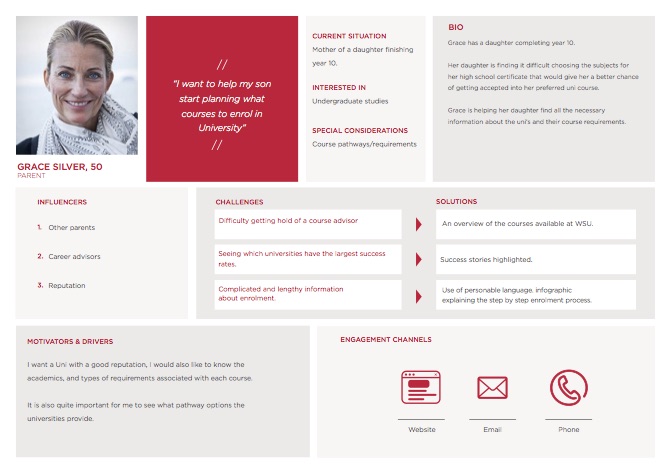 GRACE SILVER, 50
PARENT
//
"I want to help my son
start planning what
courses to enrol in
University"
//
CURRENT SITUATION
Mother of a daughter finishing
year 10.
INTERESTED IN
Undergraduate studies
SPECIAL CONSIDERATIONS
Course pathways/requirements
BIO
Grace has a daughter completing year 10.
Her daughter is finding it difficult choosing the subjects for
her high school certificate that would give her a better chance
of getting accepted into her preferred uni course.
Grace is helping her daughter find all the necessary
information about the uni's and their course requirements.
INFLUENCERS
1. Other parents
2. Career advisors
3. Reputation
CHALLENGES
Difficulty getting hold of a course advisor
Seeing which universities have the largest success
rates.
Complicated and lengthy information
about enrolment.
SOLUTIONS
An overview of the courses available at WSU.
Success stories highlighted.
Use of personable language, infographic
explaining the step by step enrolment process.
MOTIVATORS & DRIVERS
I want a Uni with a good reputation, I would also like to know the
academics, and types of requirements associated with each course.
It is also quite important for me to see what pathway options the
universities provide.
ENGAGEMENT CHANNELS
Website
Email
Phone